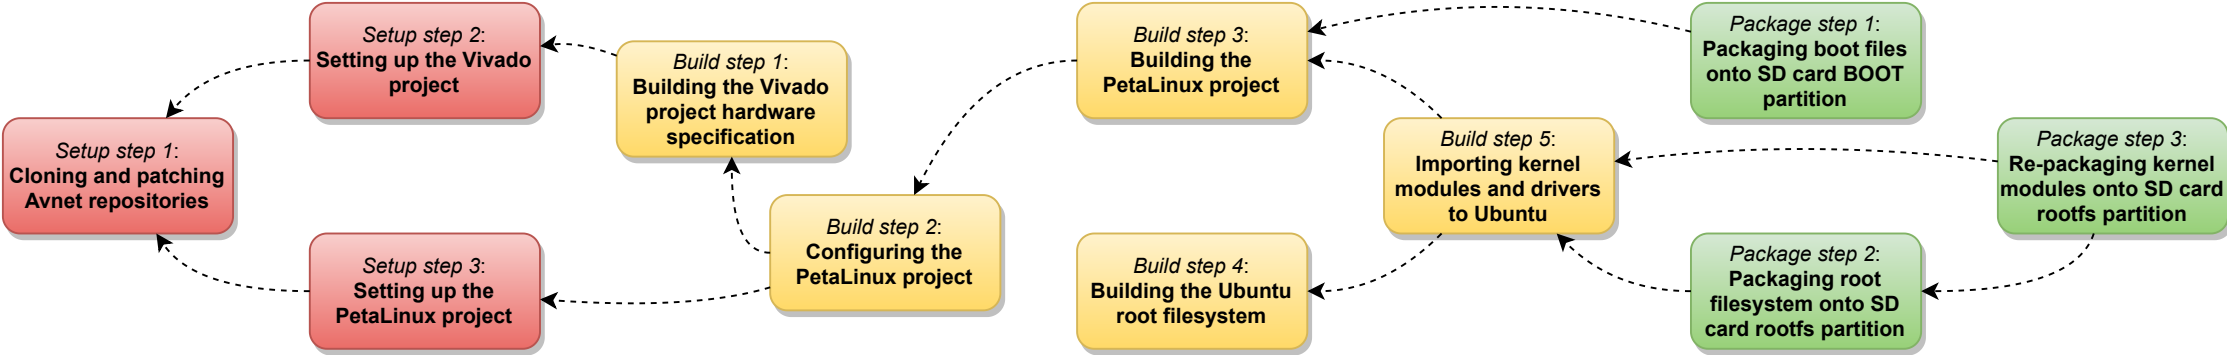 Setup step 1:
Cloning and patching
Avnet repositories
Setup step 2:
Setting up the Vivado
project
Setup step 3:
Setting up the
PetaLinux project
Build step 1:
Building the Vivado
project hardware
specification
Build step 2:
Configuring the
PetaLinux project
Build step 3:
Building the
PetaLinux project
Build step 4:
Building the Ubuntu
root filesystem
Build step 5:
Importing kernel
modules and drivers
to Ubuntu
Package step 1:
Packaging boot files
onto SD card BOOT
partition
Package step 2:
Packaging root
filesystem onto SD
card rootfs partition
Package step 3:
Re-packaging kernel
modules onto SD card
rootfs partition